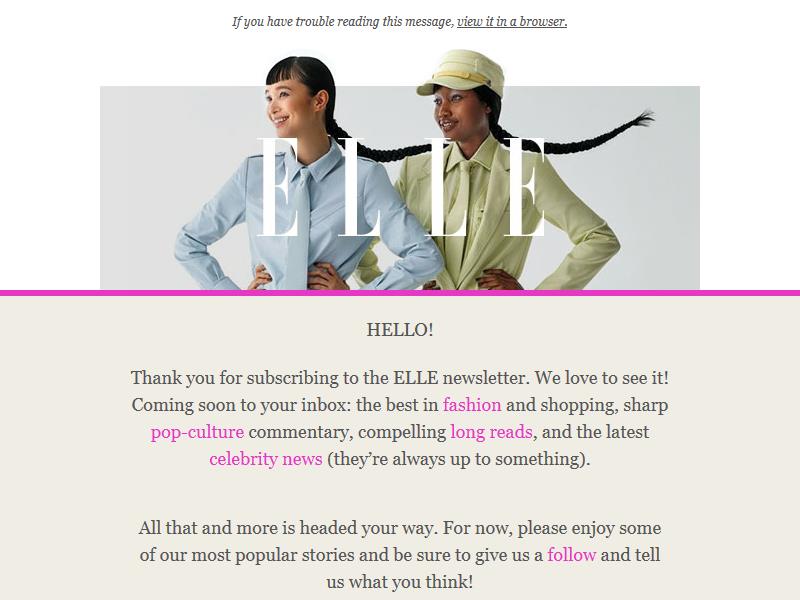 If you have trouble reading this message, view it in a browser.
ELLE
HELLO!
Thank you for subscribing to the ELLE newsletter. We love to see it!
Coming soon to your inbox: the best in fashion and shopping, sharp
pop-culture commentary, compelling long reads, and the latest
celebrity news (they’re always up to something).
All that and more is headed your way. For now, please enjoy some
of our most popular stories and be sure to give us a follow and tell
us what you think!